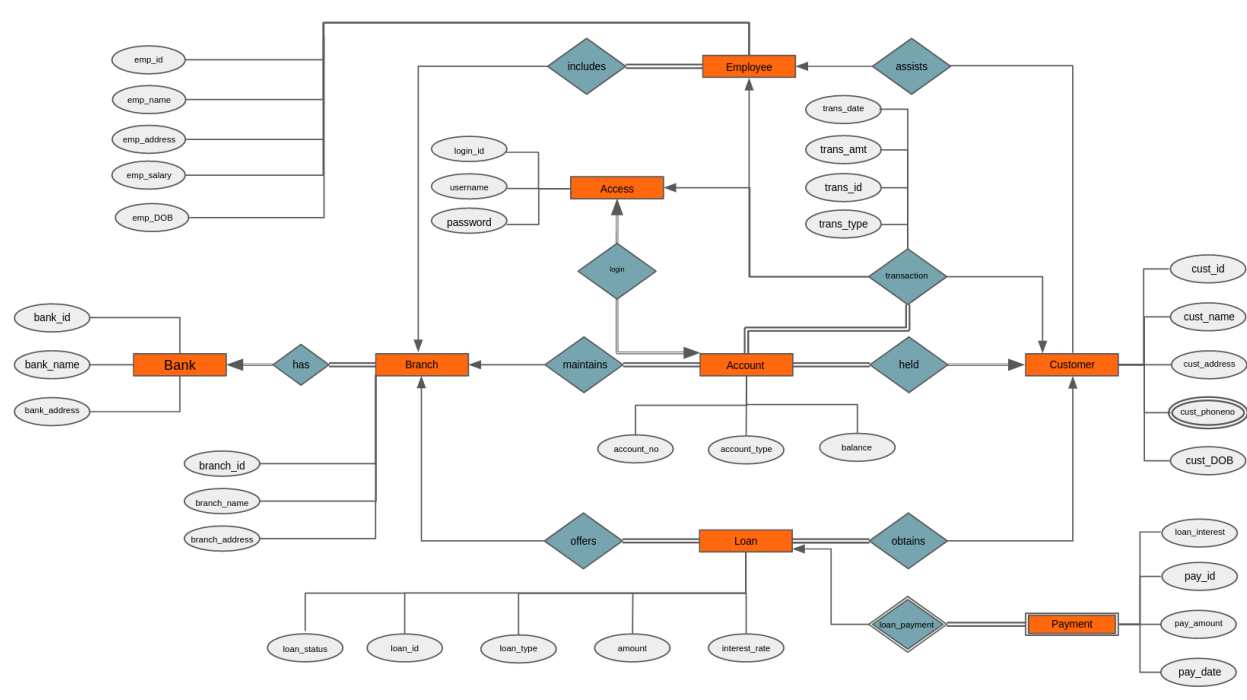 emp_id
includes
Employee
assists
emp_name
trans_date
emp_address
login_id
trans_amt
emp_salary
username
Access
trans_id
emp_DOB
password
trans_type
login
transaction
cust_id
bank_id
cust_name
bank_name
Bank
has
Branch
maintains
Account
held
Customer
cust_address
bank_address
cust_phoneno
account_no
account_type
balance
cust_DOB
branch_id
branch_name
branch_address
offers
Loan
obtains
loan_interest
pay_id
loan_payment
Payment
pay_amount
loan_status
loan_id
loan_type
amount
interest_rate
pay_date